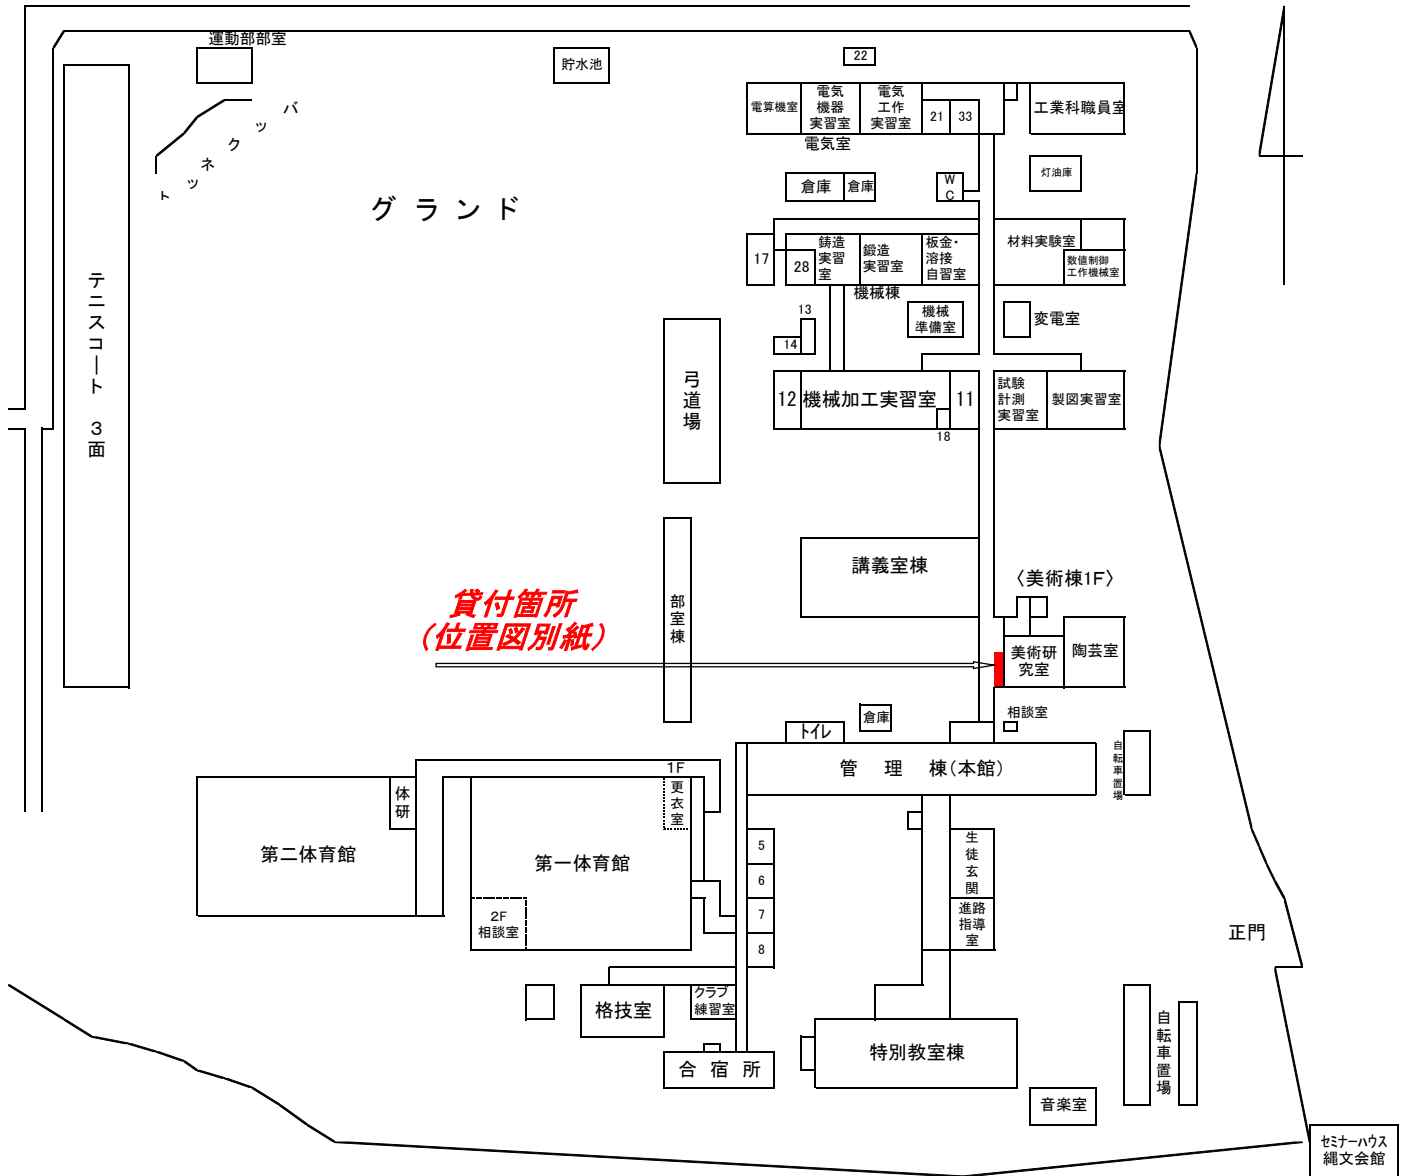 運動部部室
貯水池
22
バックネット
グランド
テニスコート 3面
電算機室
電気
機器
実習室
電気
工作
実習室
21
33
工業科職員室
電気室
倉庫
倉庫
W
C
灯油庫
17
28
鋳造
実習
室
鍛造
実習室
板金・
溶接
自習室
材料実験室
数値制御
工作機械室
機械棟
機械
準備室
変電室
13
14
弓道場
12
機械加工実習室
11
18
試験
計測
実習室
製図実習室
講義室棟
〈美術棟1F〉
貸付箇所
(位置図別紙)
部室棟
美術研
究室
陶芸室
相談室
倉庫
トイレ
管理棟(本館)
自転車置場
1F
更衣室
体研
第二体育館
第一体育館
2F
相談室
5
6
7
8
生徒玄関
進路
指導
室
正門
格技室
クラブ
練習室
合宿所
特別教室棟
音楽室
自転車置場
セミナーハウス
縄文会館